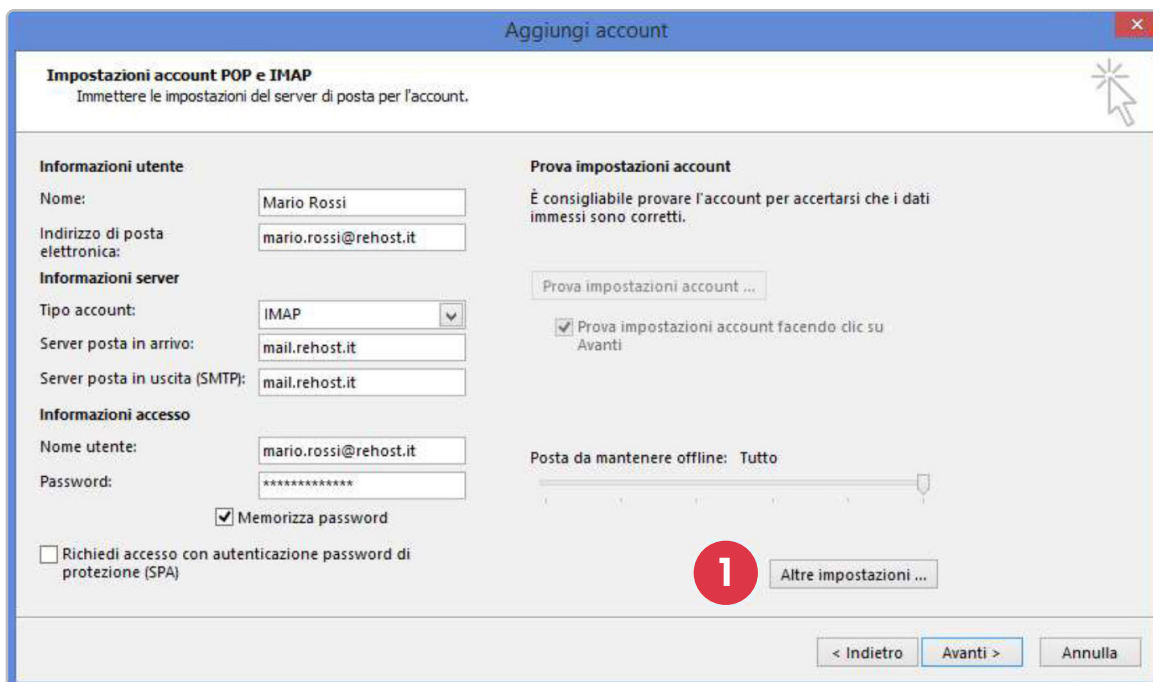 Aggiungi account
Impostazioni account POP e IMAP
Immettere le impostazioni del server di posta per l'account.
Informazioni utente
Nome:
Mario Rossi
Indirizzo di posta
elettronica:
mario.rossi@rehost.it
Informazioni server
Tipo account:
IMAP
Server posta in arrivo:
mail.rehost.it
Server posta in uscita (SMTP):
mail.rehost.it
Informazioni accesso
Nome utente:
mario.rossi@rehost.it
Password:
*************
Memorizza password
Richiedi accesso con autenticazione password di
protezione (SPA)
Prova impostazioni account
È consigliabile provare l'account per accertarsi che i dati
immessi sono corretti.
Prova impostazioni account ...
Prova impostazioni account facendo clic su
Avanti
Posta da mantenere offline: Tutto
1
Altre impostazioni ...
< Indietro
Avanti >
Annulla